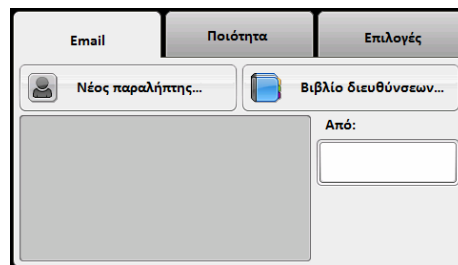 Email
Ποιότητα
Επιλογές
Νέος παραλήπτης...
Βιβλίο διευθύνσεων...
Από: